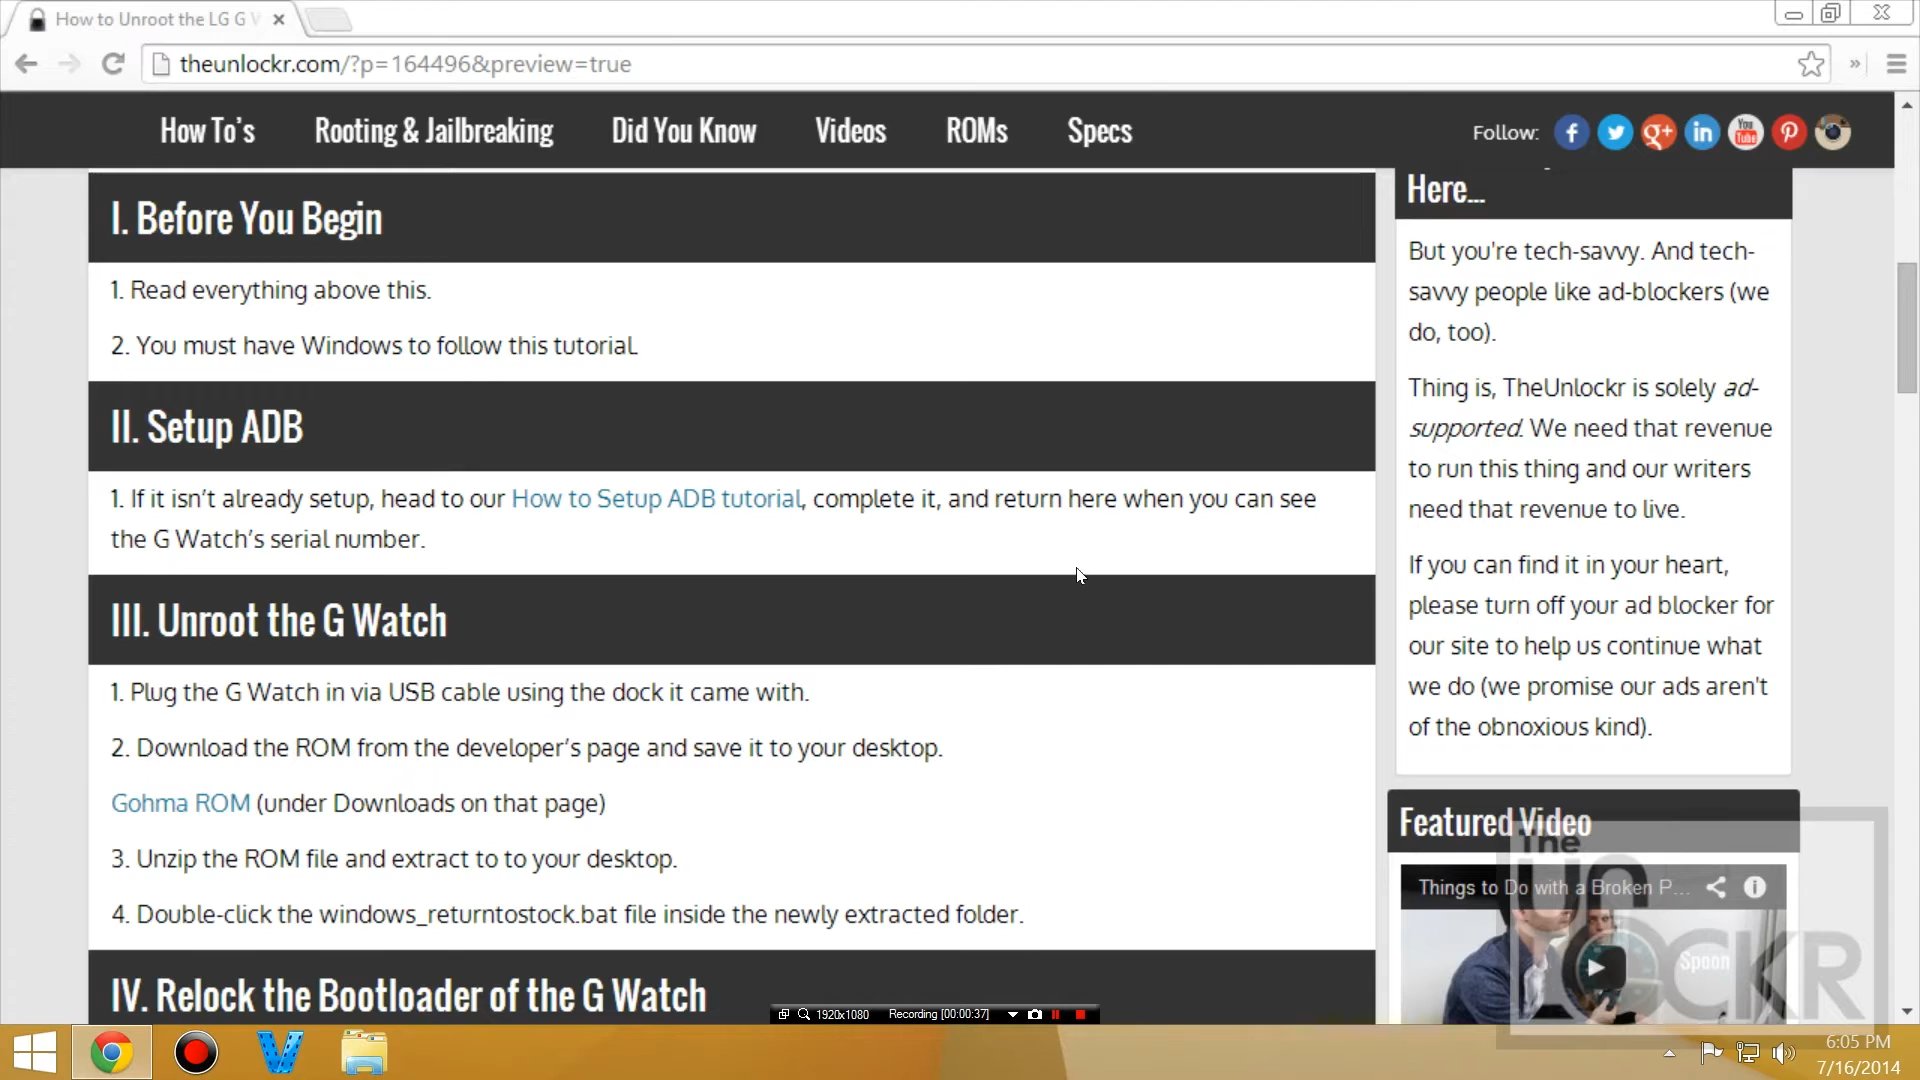 How to Unroot the LG G W
theunlockr.com/?p=164496&preview=true
How To's Rooting & Jailbreaking Did You Know Videos ROMs Specs Follow:
I. Before You Begin
1. Read everything above this.
2. You must have Windows to follow this tutorial.
II. Setup ADB
1. If it isn't already setup, head to our How to Setup ADB tutorial, complete it, and return here when you can see
the G Watch's serial number.
III. Unroot the G Watch
1. Plug the G Watch in via USB cable using the dock it came with.
2. Download the ROM from the developer's page and save it to your desktop.
Gohma ROM (under Downloads on that page)
3. Unzip the ROM file and extract to to your desktop.
4. Double-click the windows_returntostock.bat file inside the newly extracted folder.
IV. Relock the Bootloader of the G Watch
Here...
But you're tech-savvy. And tech-
savvy people like ad-blockers (we
do, too).
Thing is, TheUnlockr is solely ad-
supported. We need that revenue
to run this thing and our writers
need that revenue to live.
If you can find it in your heart,
please turn off your ad blocker for
our site to help us continue what
we do (we promise our ads aren't
of the obnoxious kind).
Featured Video
Things to Do with a Broken P...
Spoon
The
UN
LOCKR
1920x1080 Recording [00:00:37]
6:05 PM
7/16/2014